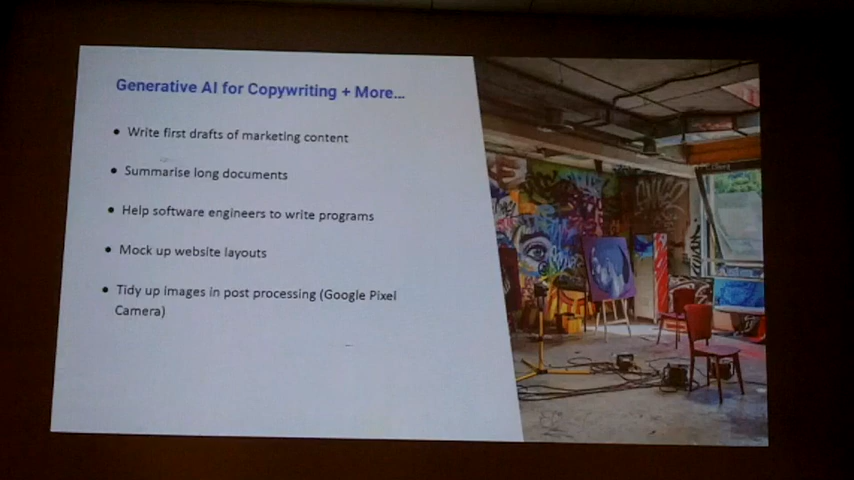 Generative AI for Copywriting + More...
• Write first drafts of marketing content
• Summarise long documents
• Help software engineers to write programs
• Mock up website layouts
• Tidy up images in post processing (Google Pixel
Camera)